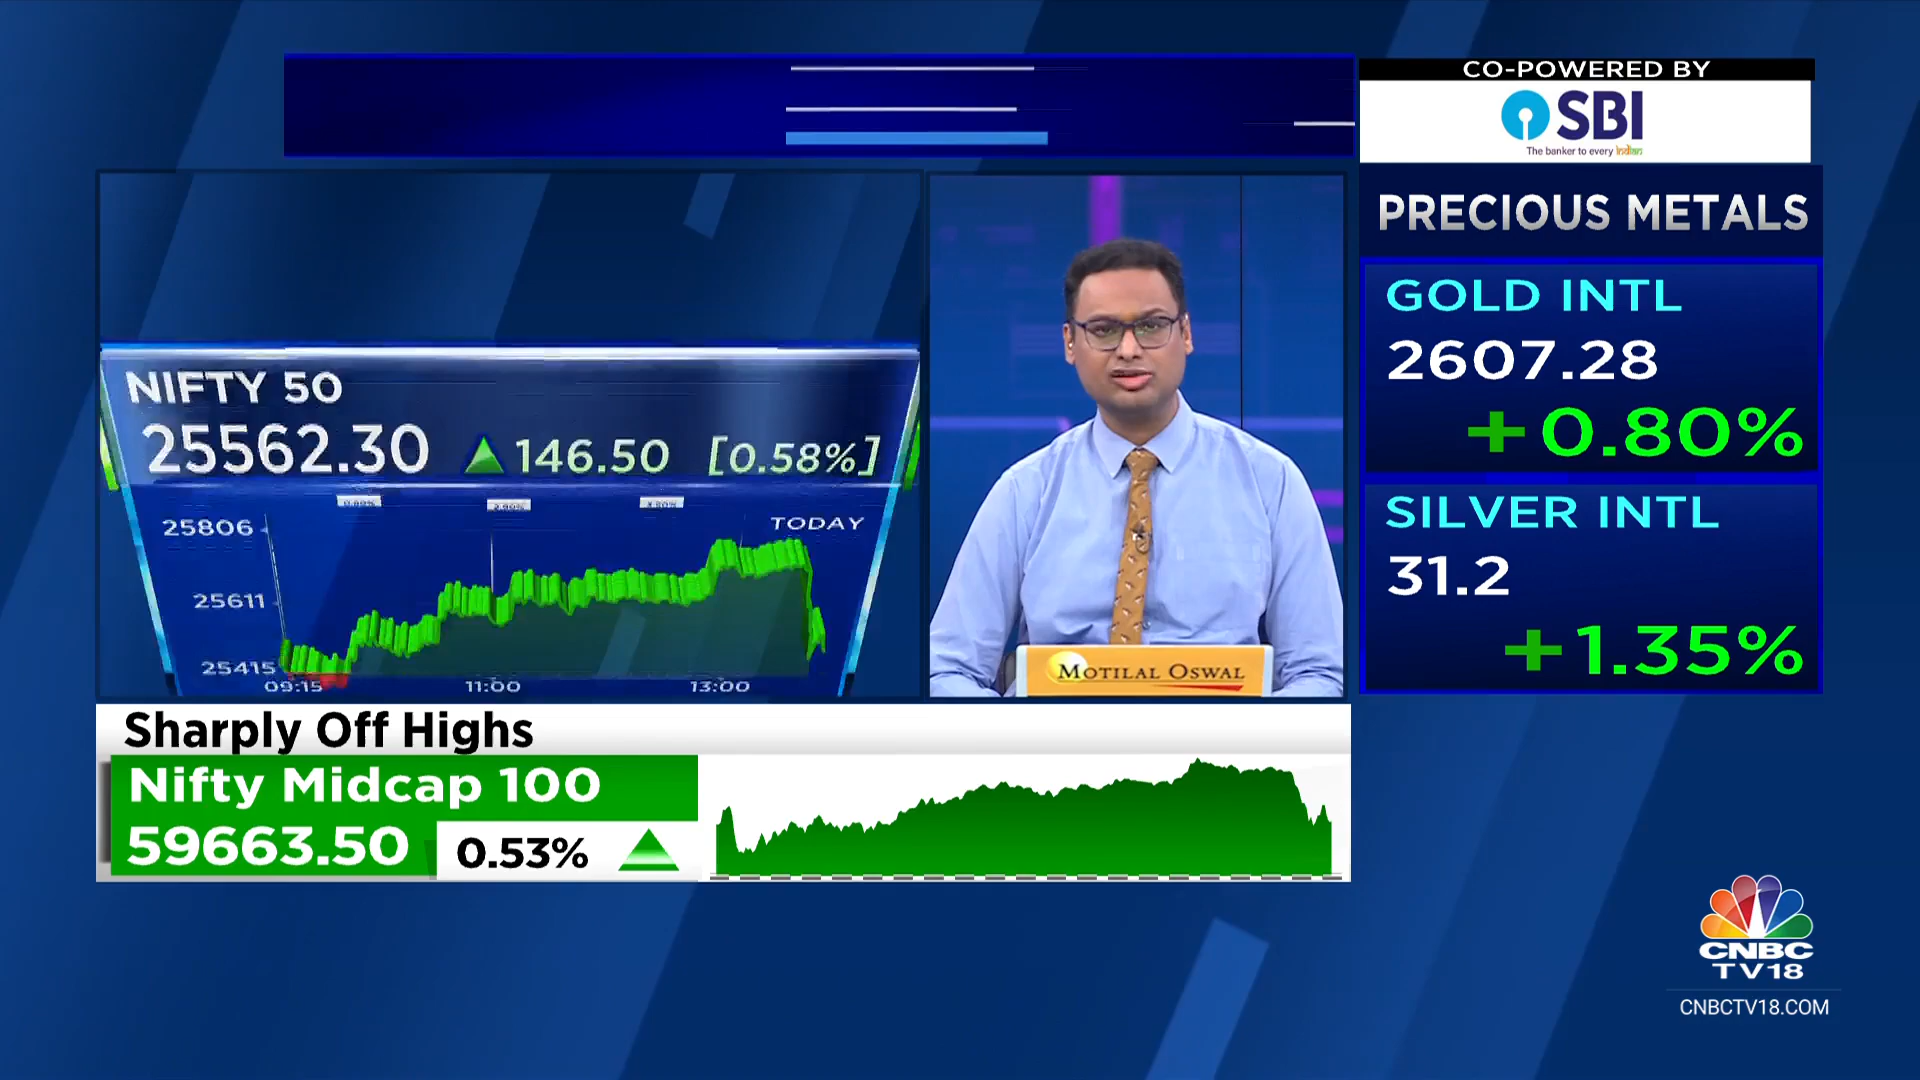 CO-POWERED BY
SBI
The banker to every Indian
PRECIOUS METALS
GOLD INTL
2607.28
+0.80%
SILVER INTL
31.2
+1.35%
NIFTY 50
25562.30 146.50 [0.58%]
TODAY
25806
25611
25415
09:15 11:00 13:00
MOTILAL OSWAL
Sharply Off Highs
Nifty Midcap 100
59663.50 0.53%
CNBC
TV18
CNBCTV18.COM